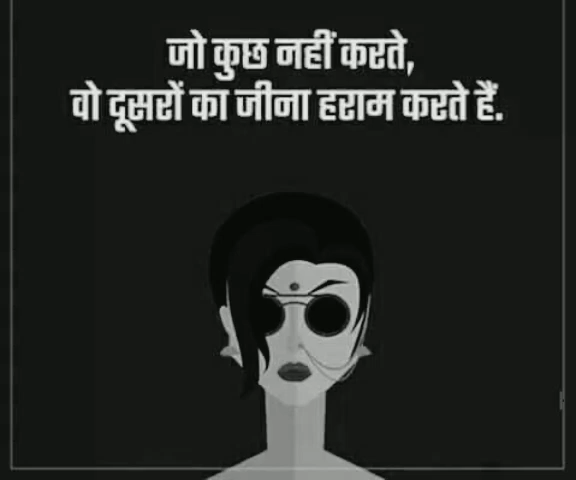 जो कुछ नहीं करते,
वो दूसरों का जीना हराम करते हैं.